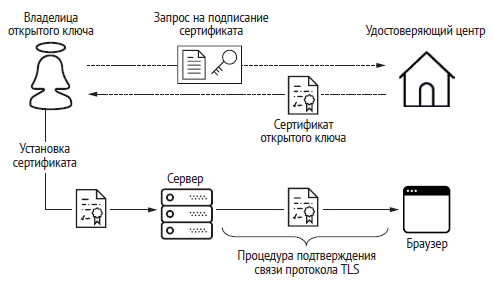 Владелица
открытого ключа
Запрос на подписание
сертификата
Удостоверяющий центр
Сертификат
открытого ключа
Установка
сертификата
Сервер
Браузер
Процедура подтверждения
связи протокола TLS